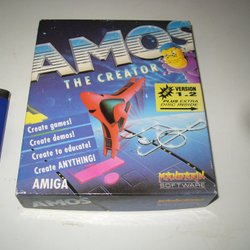 AMOS
THE CREATOR
VERSION
1.2
PLUS EXTRA
DISC INSIDE
Create games!
Create demos!
Create to educate!
Create ANYTHING!
AMIGA
MANDARIN
SOFTWARE